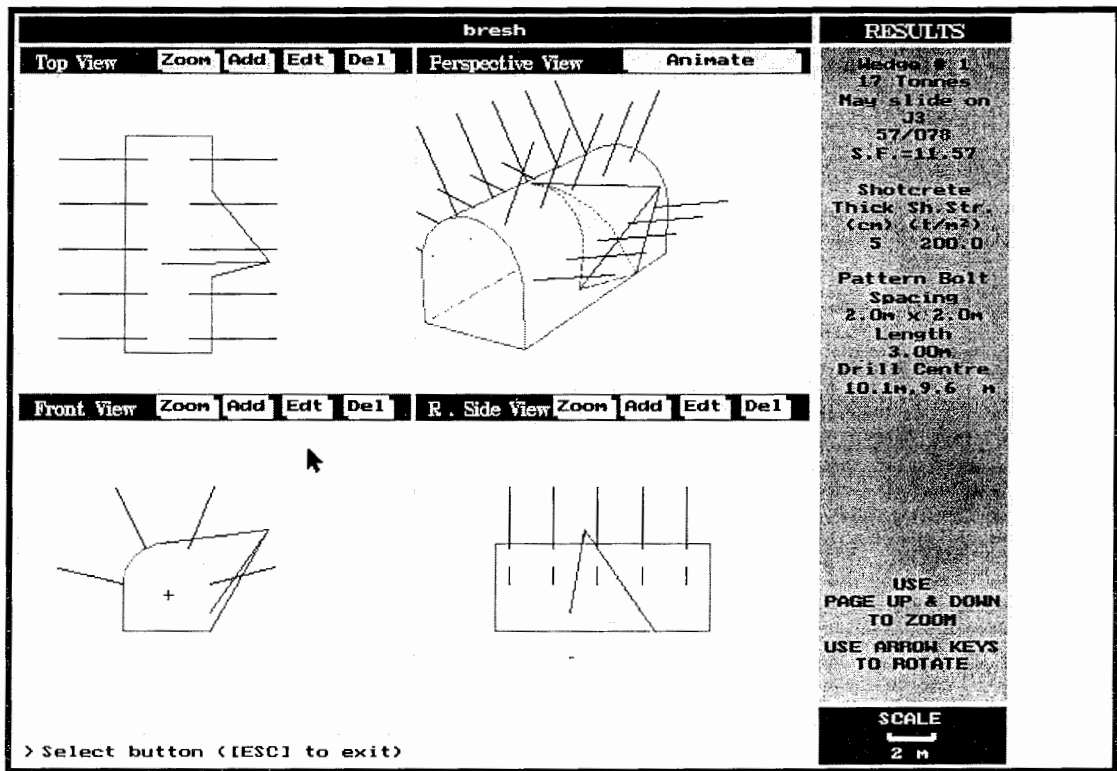 bresh
Top View Zoom Add Edt Del
Perspective View Animate
Front View Zoom Add Edt Del
R. Side View Zoom Add Edt Del
> Select button ([ESC] to exit)
RESULTS
Wedge # 1
17 Tonnes
May slide on
J3
57/078
S.F.=11.57
Shotcrete
Thick Sh.Str.
(cm) (t/m²)
5 200.0
Pattern Bolt
Spacing
2.0m x 2.0m
Length
3.00m
Drill Centre
10.1m,9.6 m
USE
PAGE UP & DOWN
TO ZOOM
USE ARROW KEYS
TO ROTATE
SCALE
2 m